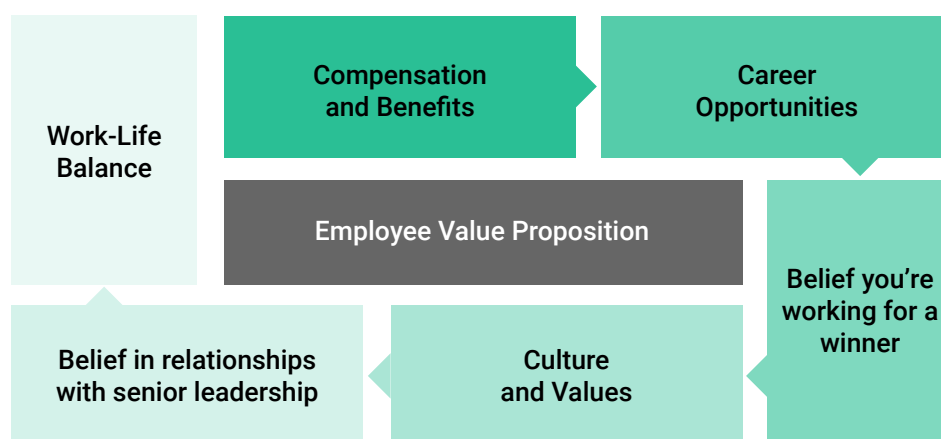 Compensation
and Benefits
Career
Opportunities
Work-Life
Balance
Employee Value Proposition
Belief you’re
working for a
winner
Belief in relationships
with senior leadership
Culture
and Values